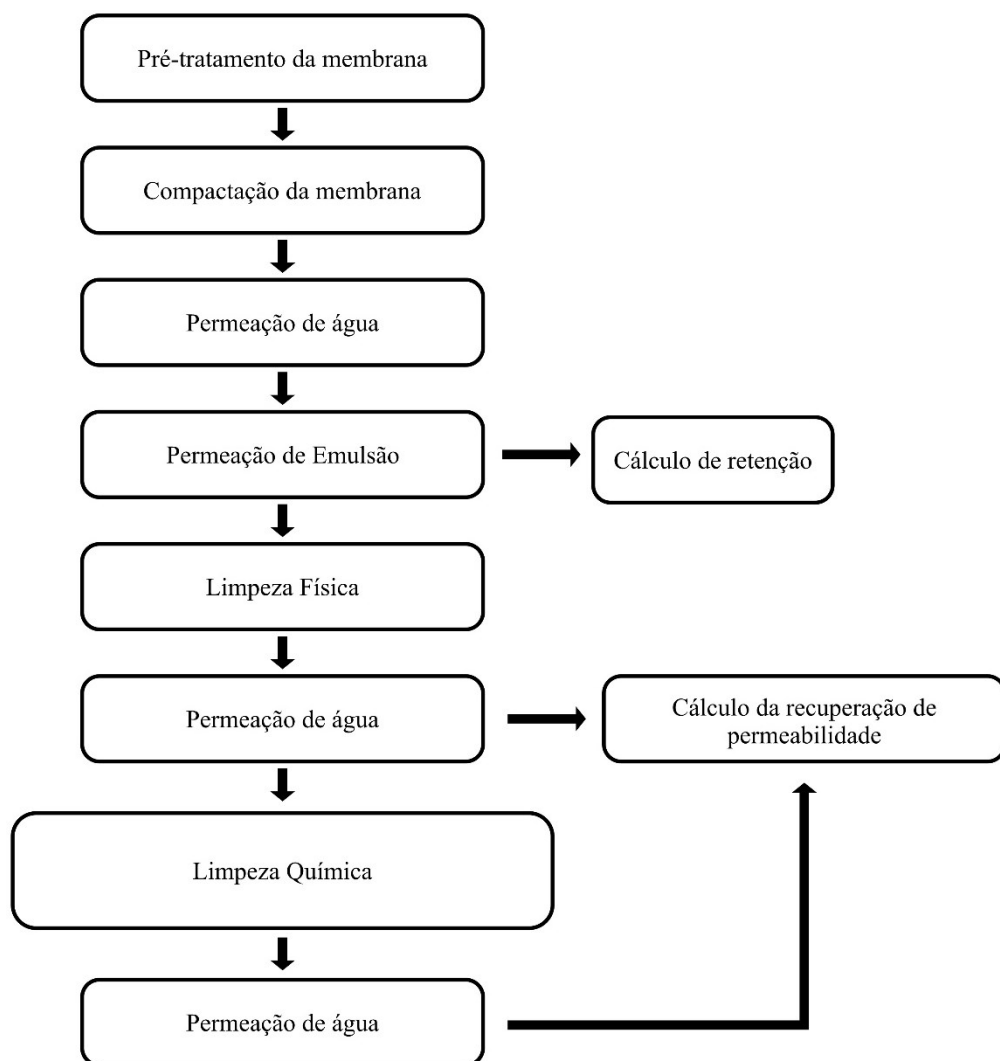 Pré-tratamento da membrana
Compactação da membrana
Permeação de água
Permeação de Emulsão
Cálculo de retenção
Limpeza Física
Permeação de água
Cálculo da recuperação de
permeabilidade
Limpeza Química
Permeação de água